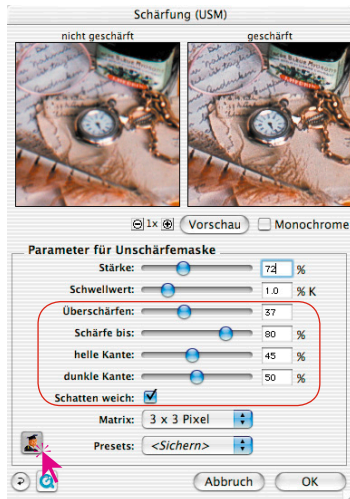 Schärfung (USM)
nicht geschärft
geschärft
1x
Vorschau
Monochrome
Parameter für Unschärfemaske
Stärke: 72 %
Schwellwert: 1.0 % K
Überschärfen: 37
Schärfe bis: 80 %
helle Kante: 45 %
dunkle Kante: 50 %
Schatten weich:
Matrix: 3 x 3 Pixel
Presets: <Sichern>
Abbruch
OK